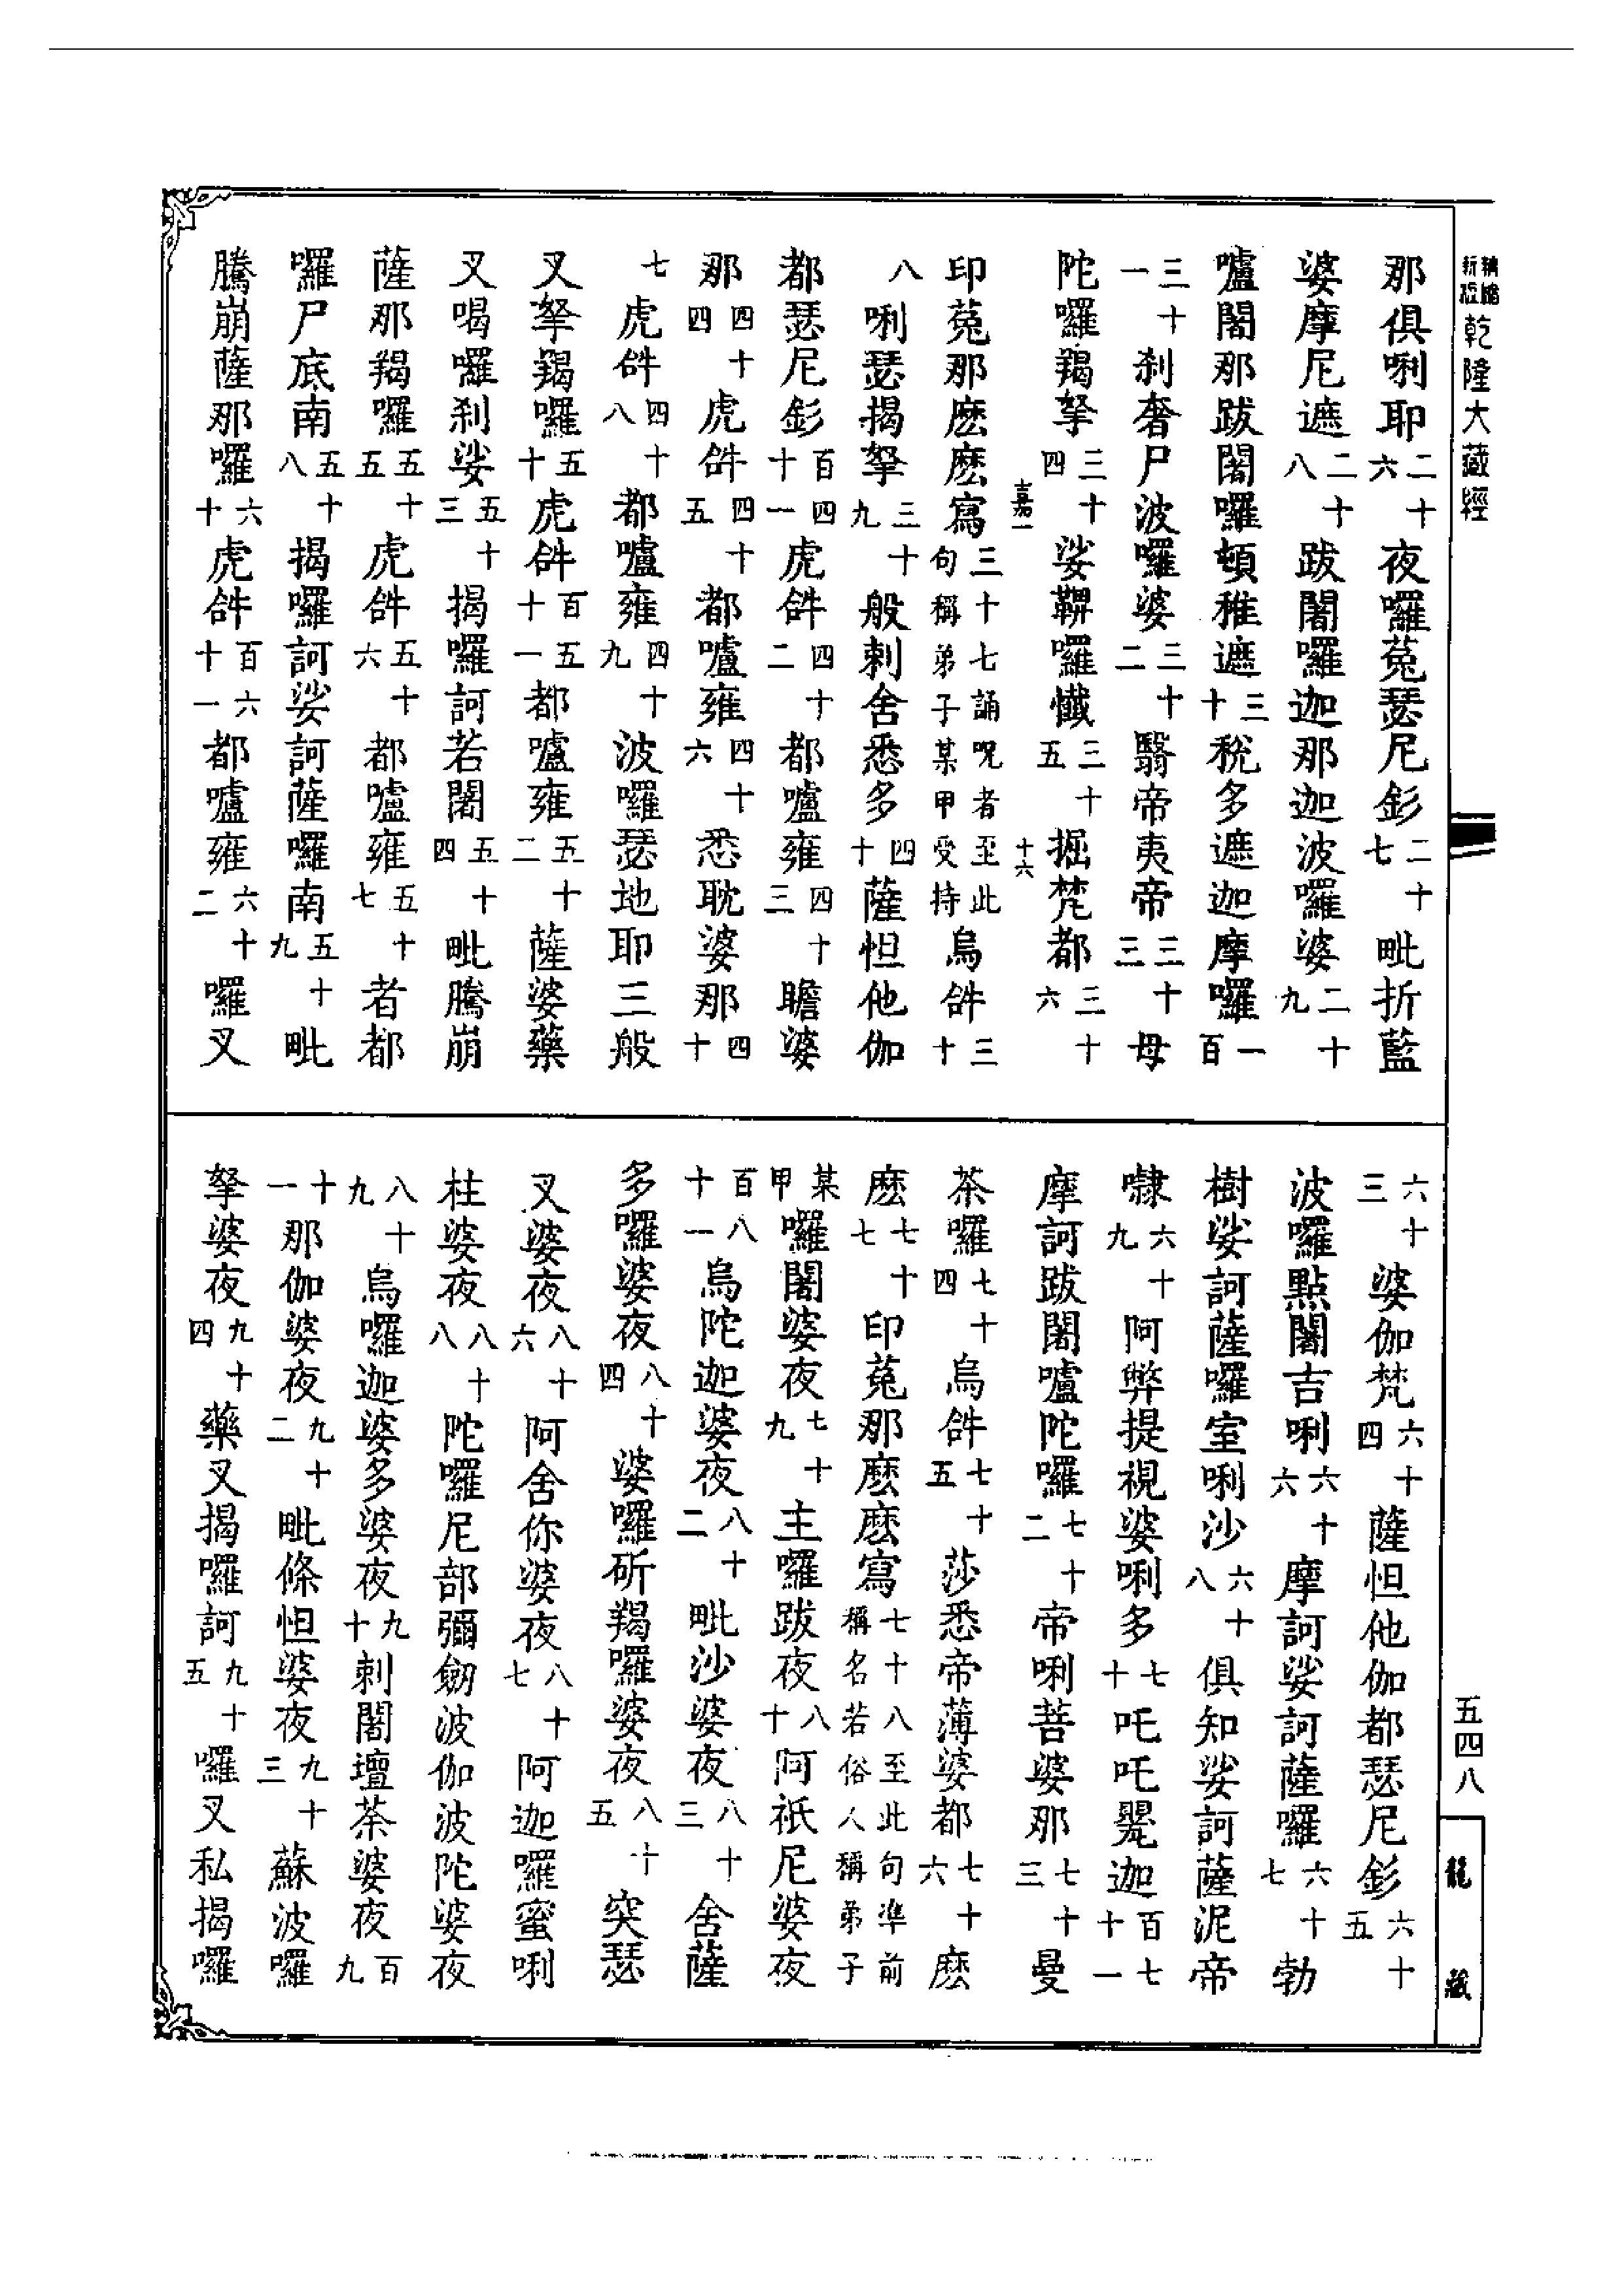 新編縮版乾隆大藏經
那俱唎耶二十六夜囉菟瑟尼釤二十七毗折藍
婆摩尼遮二十八跋闍囉迦那迦波囉婆二十九
嚧闍那跋闍囉頓稚遮三十稅多遮迦摩囉一百
三十一剎奢尸波囉婆三十二翳帝夷帝三十三母
陀囉羯拏三十四娑鞞囉懺三十五掘梵都三十六
嘉一 十六
印菟那麽麽寫三十七誦呪者至此句稱弟子某甲受持烏𤙖三十
八唎瑟揭拏三十九般剌舍悉多四十薩怛他伽
都瑟尼釤百四十一虎𤙖四十二都嚧雍四十三瞻婆
那四十四虎𤙖四十五都嚧雍四十六悉耽婆那四十
七虎𤙖四十八都嚧雍四十九波囉瑟地耶三般
叉拏羯囉五十虎𤙖百五十一都嚧雍五十二薩婆藥
叉喝囉剎娑五十三揭囉訶若闍五十四毗騰崩
薩那羯囉五十五虎𤙖五十六都嚧雍五十七者都
囉尸底南五十八揭囉訶娑訶薩囉南五十九毗
騰崩薩那囉六十虎𤙖百六十一都嚧雍六十二囉叉
六十三婆伽梵六十四薩怛他伽都瑟尼釤六十五
波囉點闍吉唎六十六摩訶娑訶薩囉六十七勃
樹娑訶薩囉室唎沙六十八俱知娑訶薩泥帝
㘑六十九阿弊提視婆唎多七十吒吒甖迦百七十一
摩訶跋闍嚧陀囉七十二帝唎菩婆那七十三曼
茶囉七十四烏𤙖七十五莎悉帝薄婆都七十六麽
麽七十七印菟那麽麽寫七十八至此句準前稱名若俗人稱弟子
某甲囉闍婆夜七十九主囉跋夜八十阿祇尼婆夜
百八十一烏陀迦婆夜八十二毗沙婆夜八十三舍薩
多囉婆夜八十四婆囉斫羯囉婆夜八十五突瑟
叉婆夜八十六阿舍你婆夜八十七阿迦囉蜜唎
柱婆夜八十八陀囉尼部彌劒波伽波陀婆夜
八十九烏囉迦婆多婆夜九十剌闍壇茶婆夜百九
十一那伽婆夜九十二毗條怛婆夜九十三蘇波囉
拏婆夜九十四藥叉揭囉訶九十五囉叉私揭囉
五四八
龍藏